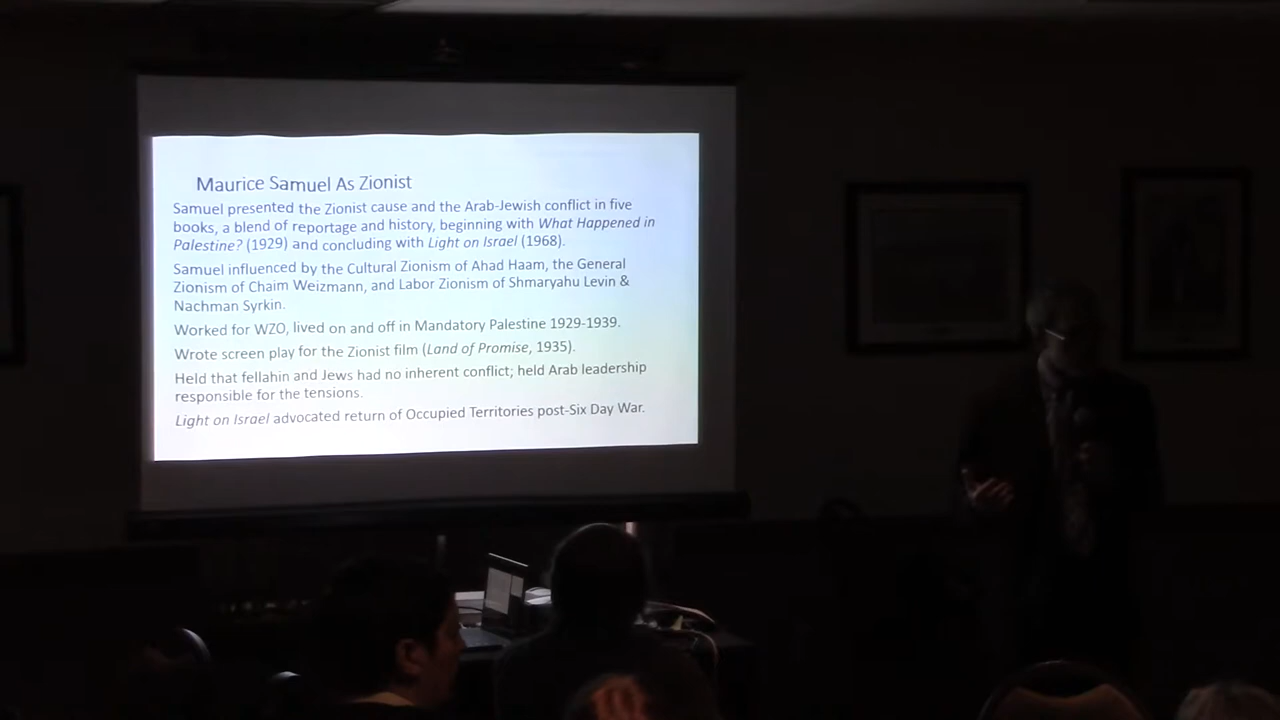 Maurice Samuel As Zionist
Samuel presented the Zionist cause and the Arab-Jewish conflict in five
books, a blend of reportage and history, beginning with What Happened in
Palestine? (1929) and concluding with Light on Israel (1968).
Samuel influenced by the Cultural Zionism of Ahad Haam, the General
Zionism of Chaim Weizmann, and Labor Zionism of Shmaryahu Levin &
Nachman Syrkin.
Worked for WZO, lived on and off in Mandatory Palestine 1929-1939.
Wrote screen play for the Zionist film (Land of Promise, 1935).
Held that fellahin and Jews had no inherent conflict; held Arab leadership
responsible for the tensions.
Light on Israel advocated return of Occupied Territories post-Six Day War.